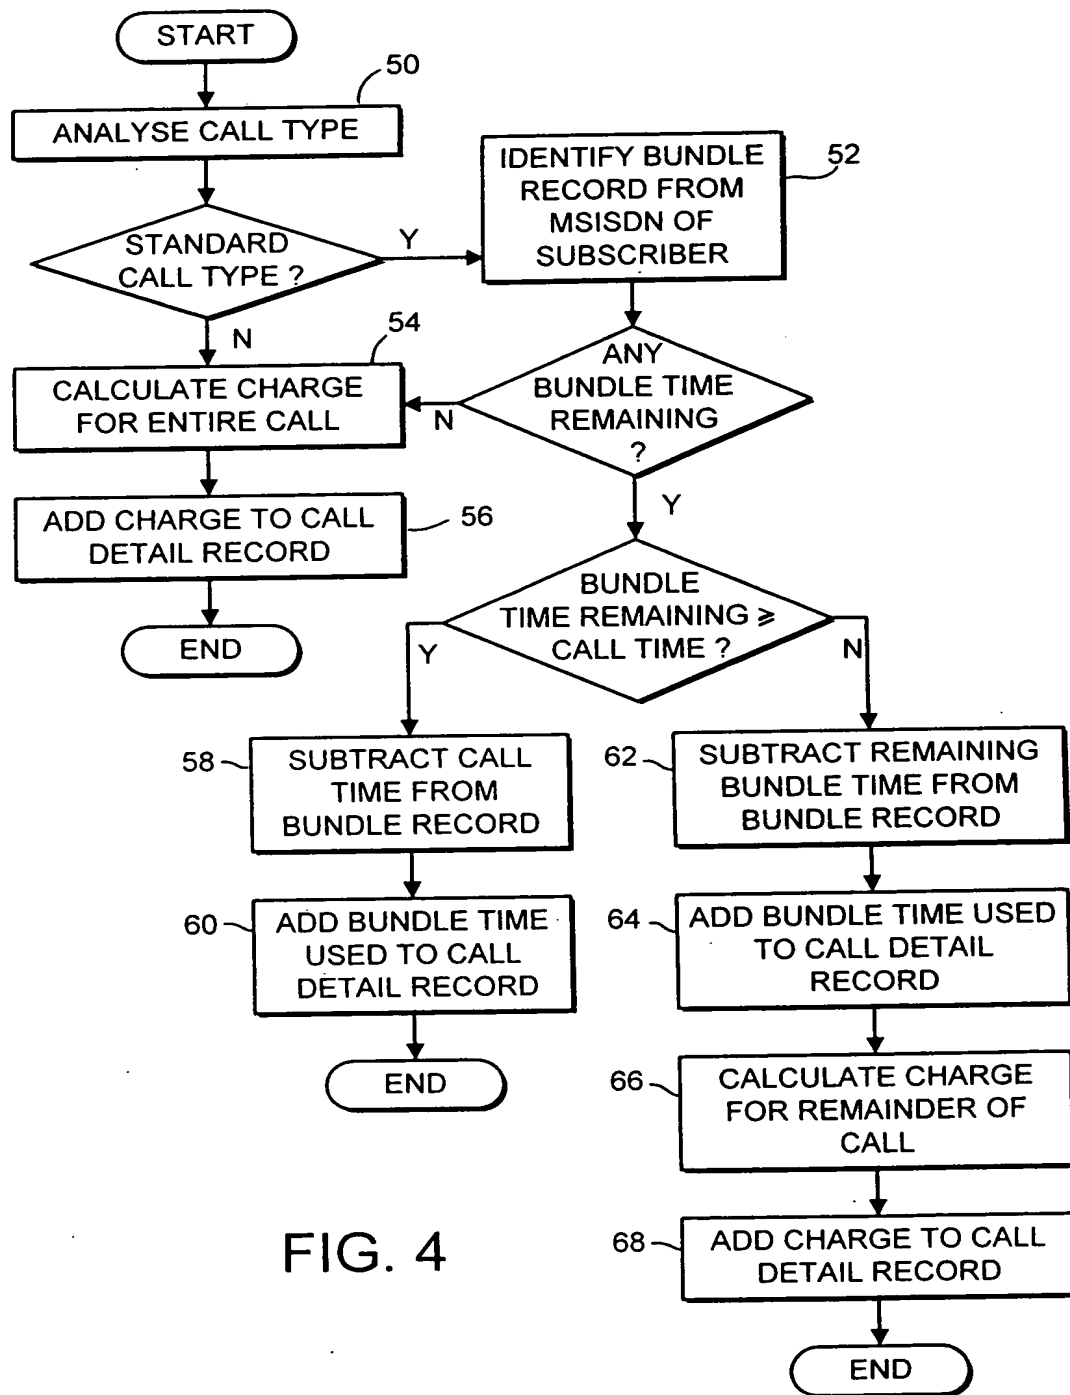 START
50
ANALYSE CALL TYPE
STANDARD
CALL TYPE ?
Y
N
IDENTIFY BUNDLE
RECORD FROM
MSISDN OF
SUBSCRIBER
52
54
CALCULATE CHARGE
FOR ENTIRE CALL
ANY
BUNDLE TIME
REMAINING
?
N
Y
ADD CHARGE TO CALL
DETAIL RECORD
56
END
BUNDLE
TIME REMAINING ⩾
CALL TIME ?
Y
N
58
SUBTRACT CALL
TIME FROM
BUNDLE RECORD
60
ADD BUNDLE TIME
USED TO CALL
DETAIL RECORD
END
62
SUBTRACT REMAINING
BUNDLE TIME FROM
BUNDLE RECORD
64
ADD BUNDLE TIME USED
TO CALL DETAIL
RECORD
66
CALCULATE CHARGE
FOR REMAINDER OF
CALL
68
ADD CHARGE TO CALL
DETAIL RECORD
END
FIG. 4